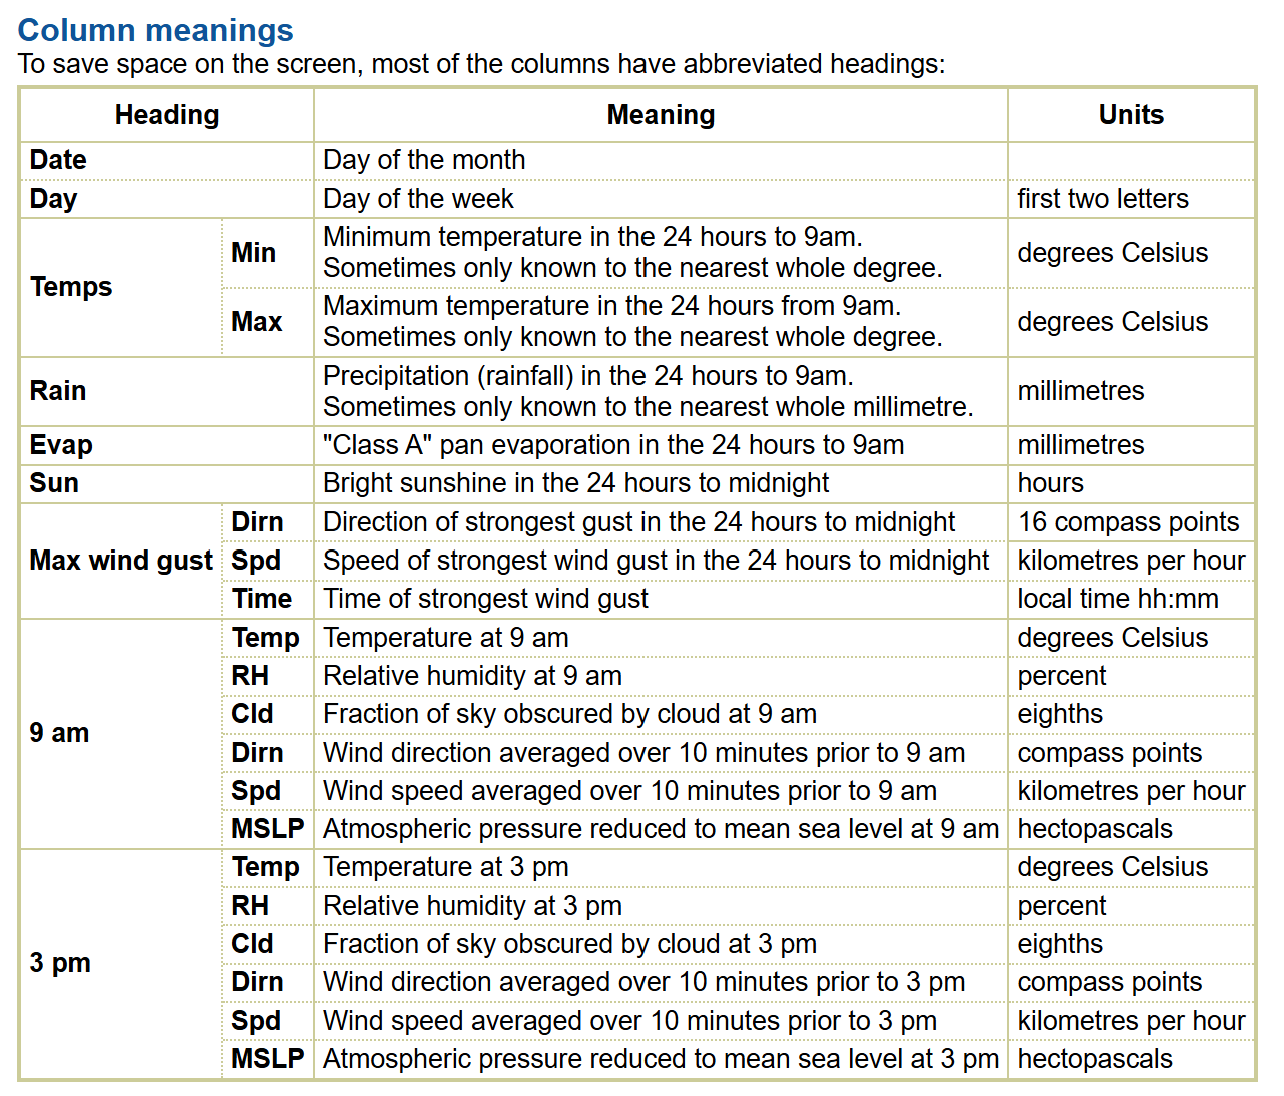 Column meanings
To save space on the screen, most of the columns have abbreviated headings:
Heading Meaning Units
Date Day of the month
Day Day of the week first two letters
Temps Min Minimum temperature in the 24 hours to 9am.
Sometimes only known to the nearest whole degree. degrees Celsius
Max Maximum temperature in the 24 hours from 9am.
Sometimes only known to the nearest whole degree. degrees Celsius
Rain Precipitation (rainfall) in the 24 hours to 9am.
Sometimes only known to the nearest whole millimetre. millimetres
Evap "Class A" pan evaporation in the 24 hours to 9am millimetres
Sun Bright sunshine in the 24 hours to midnight hours
Max wind gust Dirn Direction of strongest gust in the 24 hours to midnight 16 compass points
Spd Speed of strongest wind gust in the 24 hours to midnight kilometres per hour
Time Time of strongest wind gust local time hh:mm
9 am Temp Temperature at 9 am degrees Celsius
RH Relative humidity at 9 am percent
Cld Fraction of sky obscured by cloud at 9 am eighths
Dirn Wind direction averaged over 10 minutes prior to 9 am compass points
Spd Wind speed averaged over 10 minutes prior to 9 am kilometres per hour
MSLP Atmospheric pressure reduced to mean sea level at 9 am hectopascals
3 pm Temp Temperature at 3 pm degrees Celsius
RH Relative humidity at 3 pm percent
Cld Fraction of sky obscured by cloud at 3 pm eighths
Dirn Wind direction averaged over 10 minutes prior to 3 pm compass points
Spd Wind speed averaged over 10 minutes prior to 3 pm kilometres per hour
MSLP Atmospheric pressure reduced to mean sea level at 3 pm hectopascals